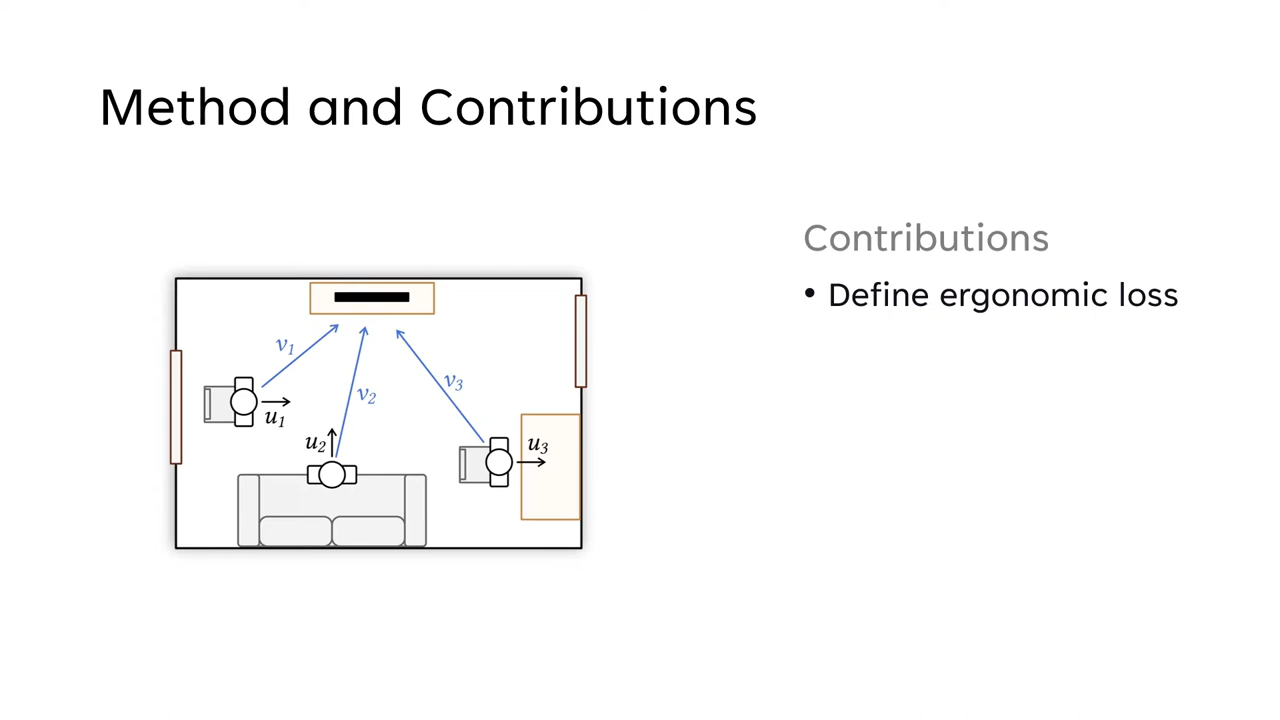 Method and Contributions
Contributions
• Define ergonomic loss
v1
v2
v3
u1
u2
u3